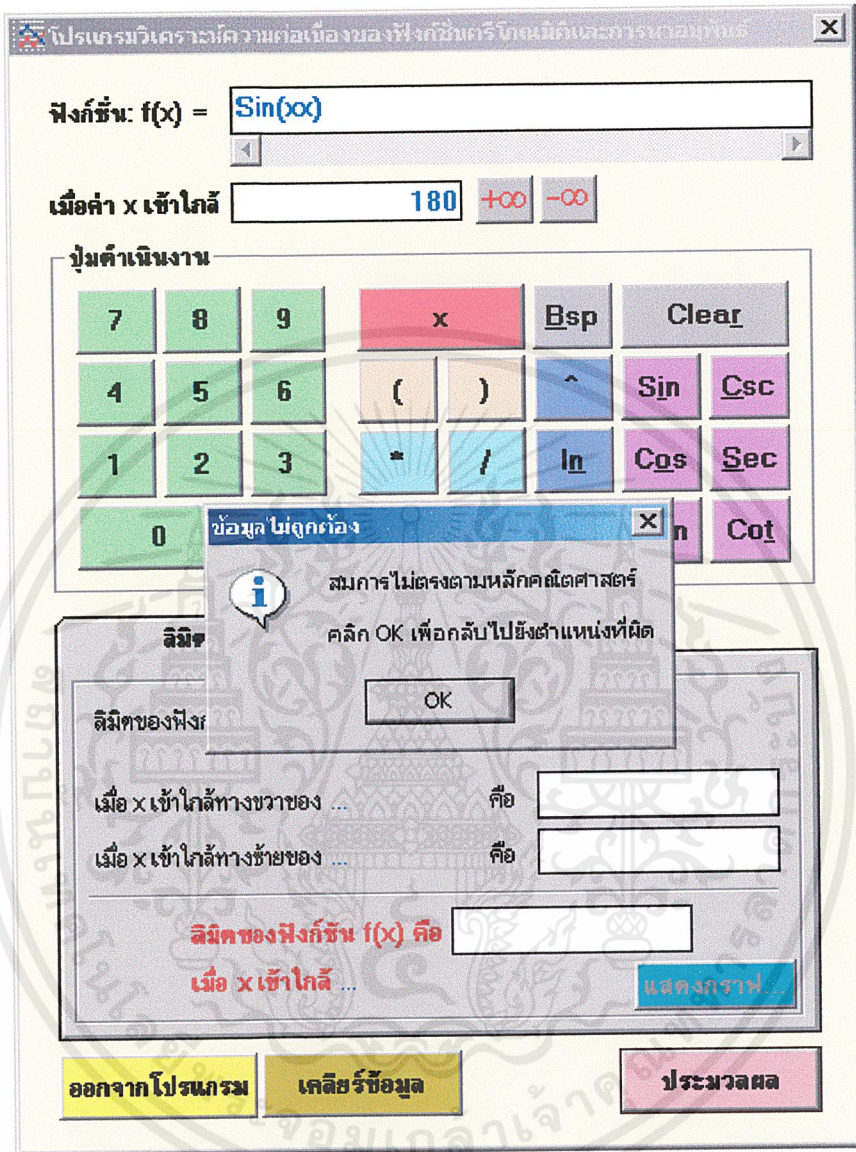 โปรแกรมวิเคราะห์ความต่อเนื่องของฟังก์ชันตรีโกณมิติและการหาอนุพันธ์
ฟังก์ชั่น: f(x) = Sin(xx)
เมื่อค่า x เข้าใกล้ 180 +∞ -∞
ปุ่มดำเนินงาน
7 8 9 x Bsp Clear
4 5 6 ( ) ^ Sin Csc
1 2 3 * / ln Cos Sec
0 n Cot
ข้อมูลไม่ถูกต้อง
สมการไม่ตรงตามหลักคณิตศาสตร์
คลิก OK เพื่อกลับไปยังตำแหน่งที่ผิด
OK
ลิมิต
ลิมิตของฟังก์
เมื่อ x เข้าใกล้ทางขวาของ ... คือ
เมื่อ x เข้าใกล้ทางซ้ายของ ... คือ
ลิมิตของฟังก์ชัน f(x) คือ
เมื่อ x เข้าใกล้ ...
แสดงกราฟ...
ออกจากโปรแกรม เคลียร์ข้อมูล ประมวลผล